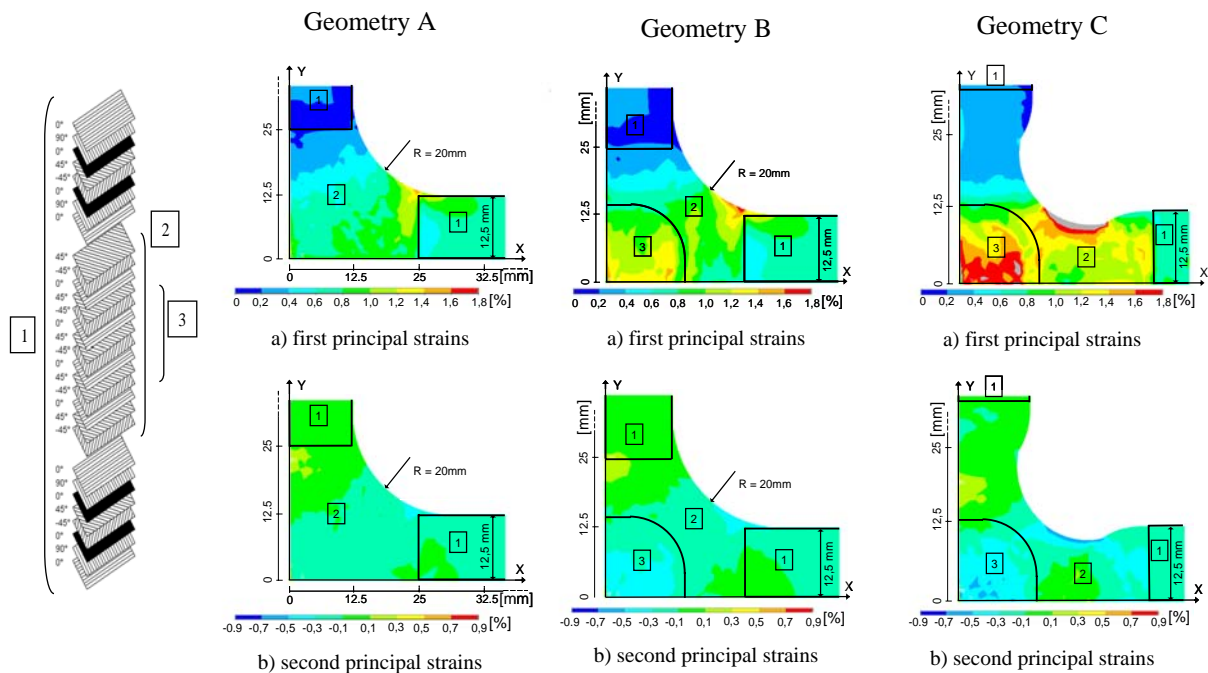 Geometry A
Geometry B
Geometry C
0°
90°
0°
45°
-45°
0°
90°
0°
45°
-45°
0°
45°
-45°
0°
45°
-45°
0°
45°
-45°
0°
45°
-45°
0°
90°
0°
45°
-45°
0°
90°
0°
1
2
3
Y
1
25
R = 20mm
12.5
2
1
12,5 mm
X
0
0 12.5 25 32.5 [mm]
0 0,2 0,4 0,6 0,8 1,0 1,2 1,4 1,6 1,8 [%]
a) first principal strains
Y
[mm]
1
25
R = 20mm
12.5
2
3
1
12,5 mm
X
0
0 0,2 0,4 0,6 0,8 1,0 1,2 1,4 1,6 1,8 [%]
a) first principal strains
Y
1
[mm]
25
12.5
3
2
1
12,5 mm
X
0
0,2 0,4 0,6 0,8 1,0 1,2 1,4 1,6 1,8 [%]
a) first principal strains
Y
1
25
R = 20mm
12.5
2
1
12,5 mm
X
0
0 12.5 25 32.5 [mm]
-0.9 -0,7 -0,5 -0,3 -0,1 0,1 0,3 0,5 0,7 0,9 [%]
b) second principal strains
Y
[mm]
1
25
R = 20mm
12.5
2
3
1
12,5 mm
X
0
-0.9 -0,7 -0,5 -0,3 -0,1 0,1 0,3 0,5 0,7 0,9 [%]
b) second principal strains
Y
1
[mm]
25
12.5
3
2
1
12,5 mm
X
0
-0.9 -0,7 -0,5 -0,3 -0,1 0,1 0,3 0,5 0,7 0,9 [%]
b) second principal strains